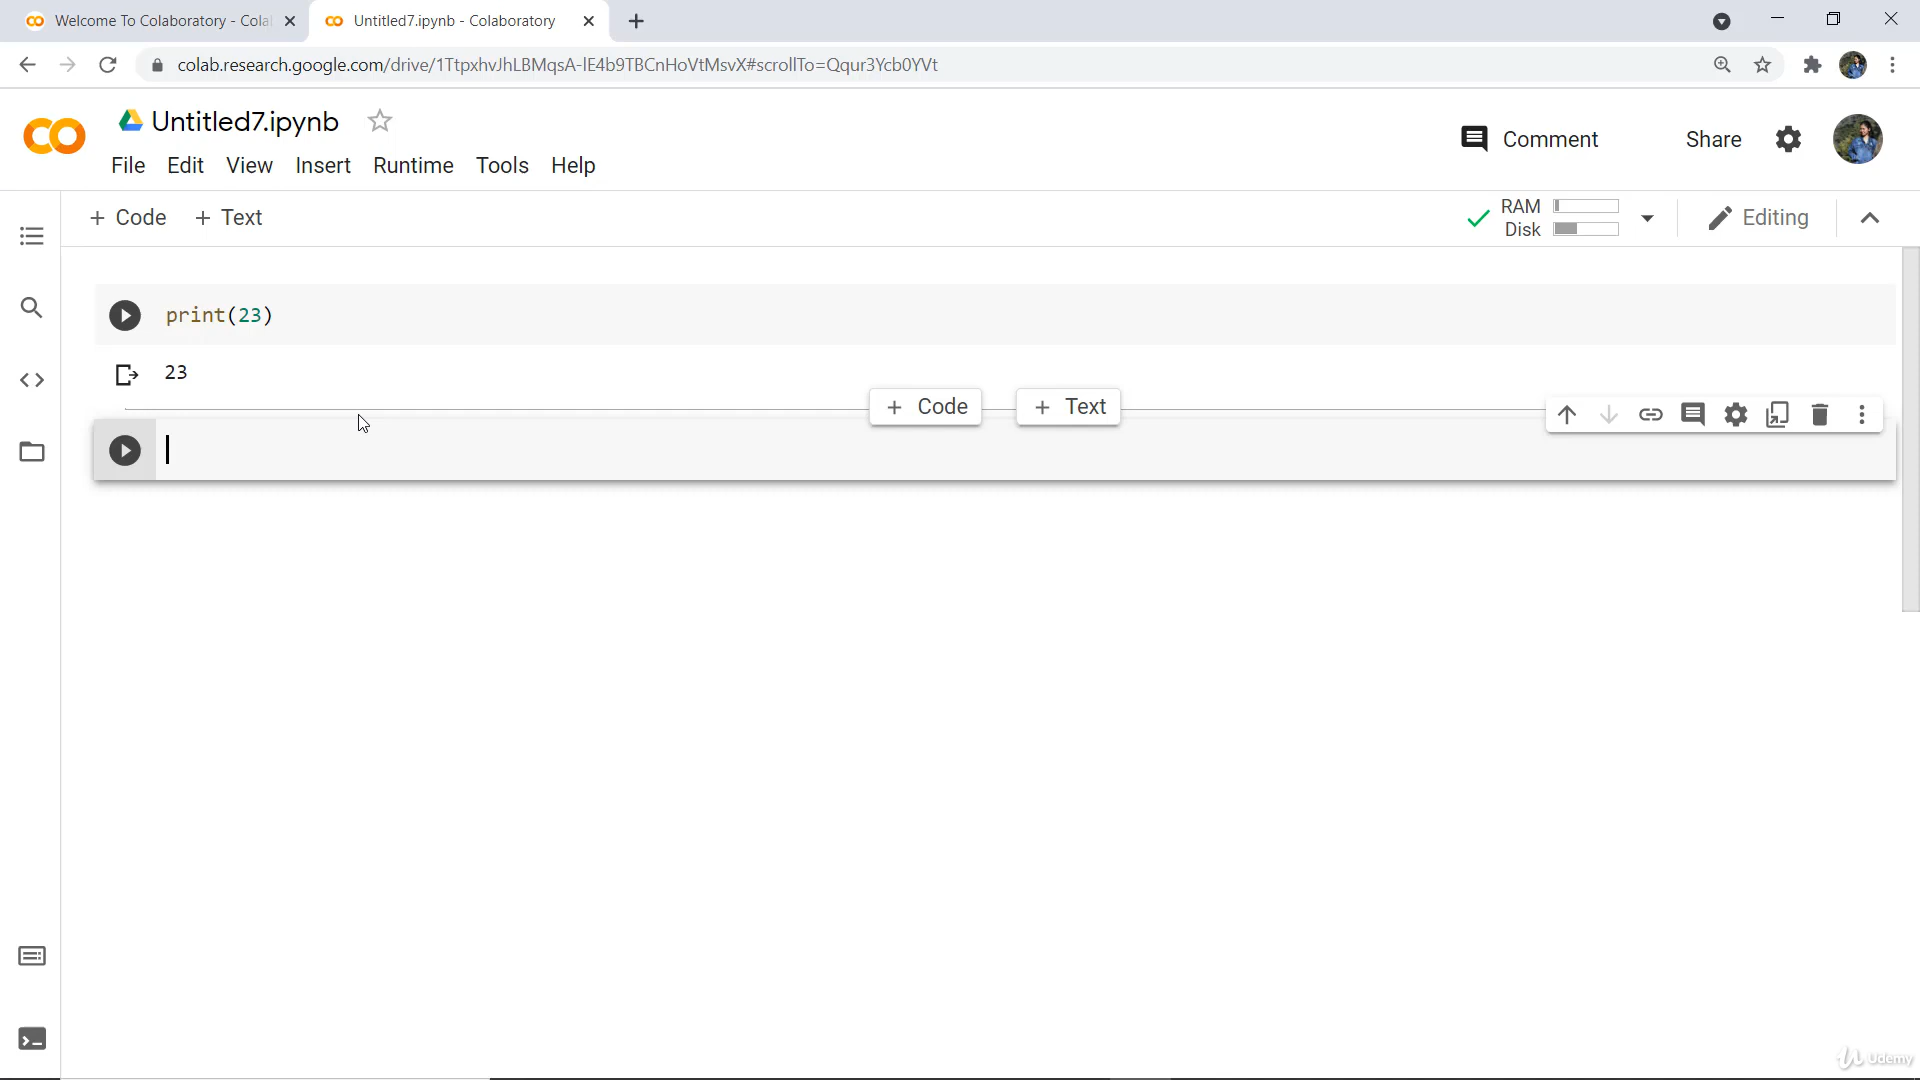 Welcome To Colaboratory - Cola
Untitled7.ipynb - Colaboratory
colab.research.google.com/drive/1TtpxhvJhLBMqsA-lE4b9TBCnHoVtMsvX#scrollTo=Qqur3Ycb0YVt
Untitled7.ipynb
Comment
Share
File Edit View Insert Runtime Tools Help
+ Code + Text
RAM
Disk
Editing
print(23)
23
+ Code + Text
Udemy